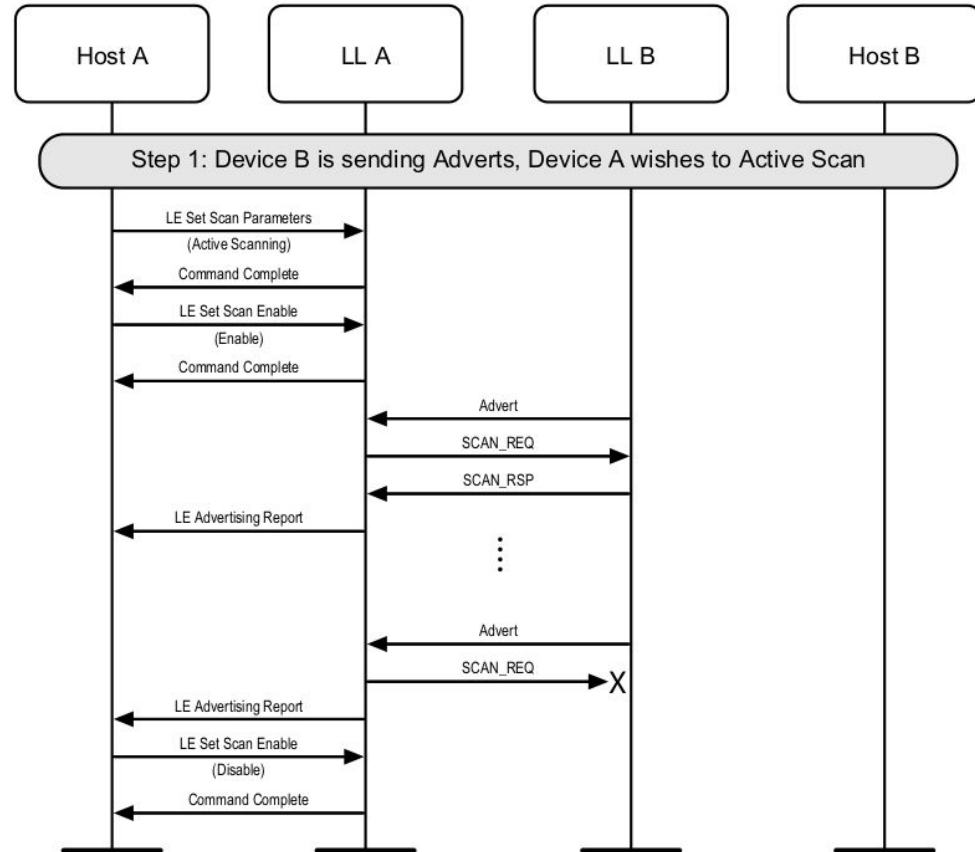 Host A
LL A
LL B
Host B
Step 1: Device B is sending Adverts, Device A wishes to Active Scan
LE Set Scan Parameters
(Active Scanning)
Command Complete
LE Set Scan Enable
(Enable)
Command Complete
Advert
SCAN_REQ
SCAN_RSP
LE Advertising Report
Advert
SCAN_REQ
X
LE Advertising Report
LE Set Scan Enable
(Disable)
Command Complete